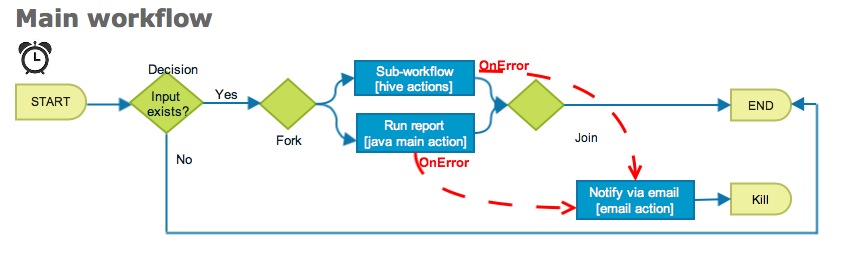 Main workflow
START
Decision
Input
exists?
Yes
No
Fork
Sub-workflow
[hive actions]
OnError
Run report
[java main action]
OnError
Join
Notify via email
[email action]
END
Kill